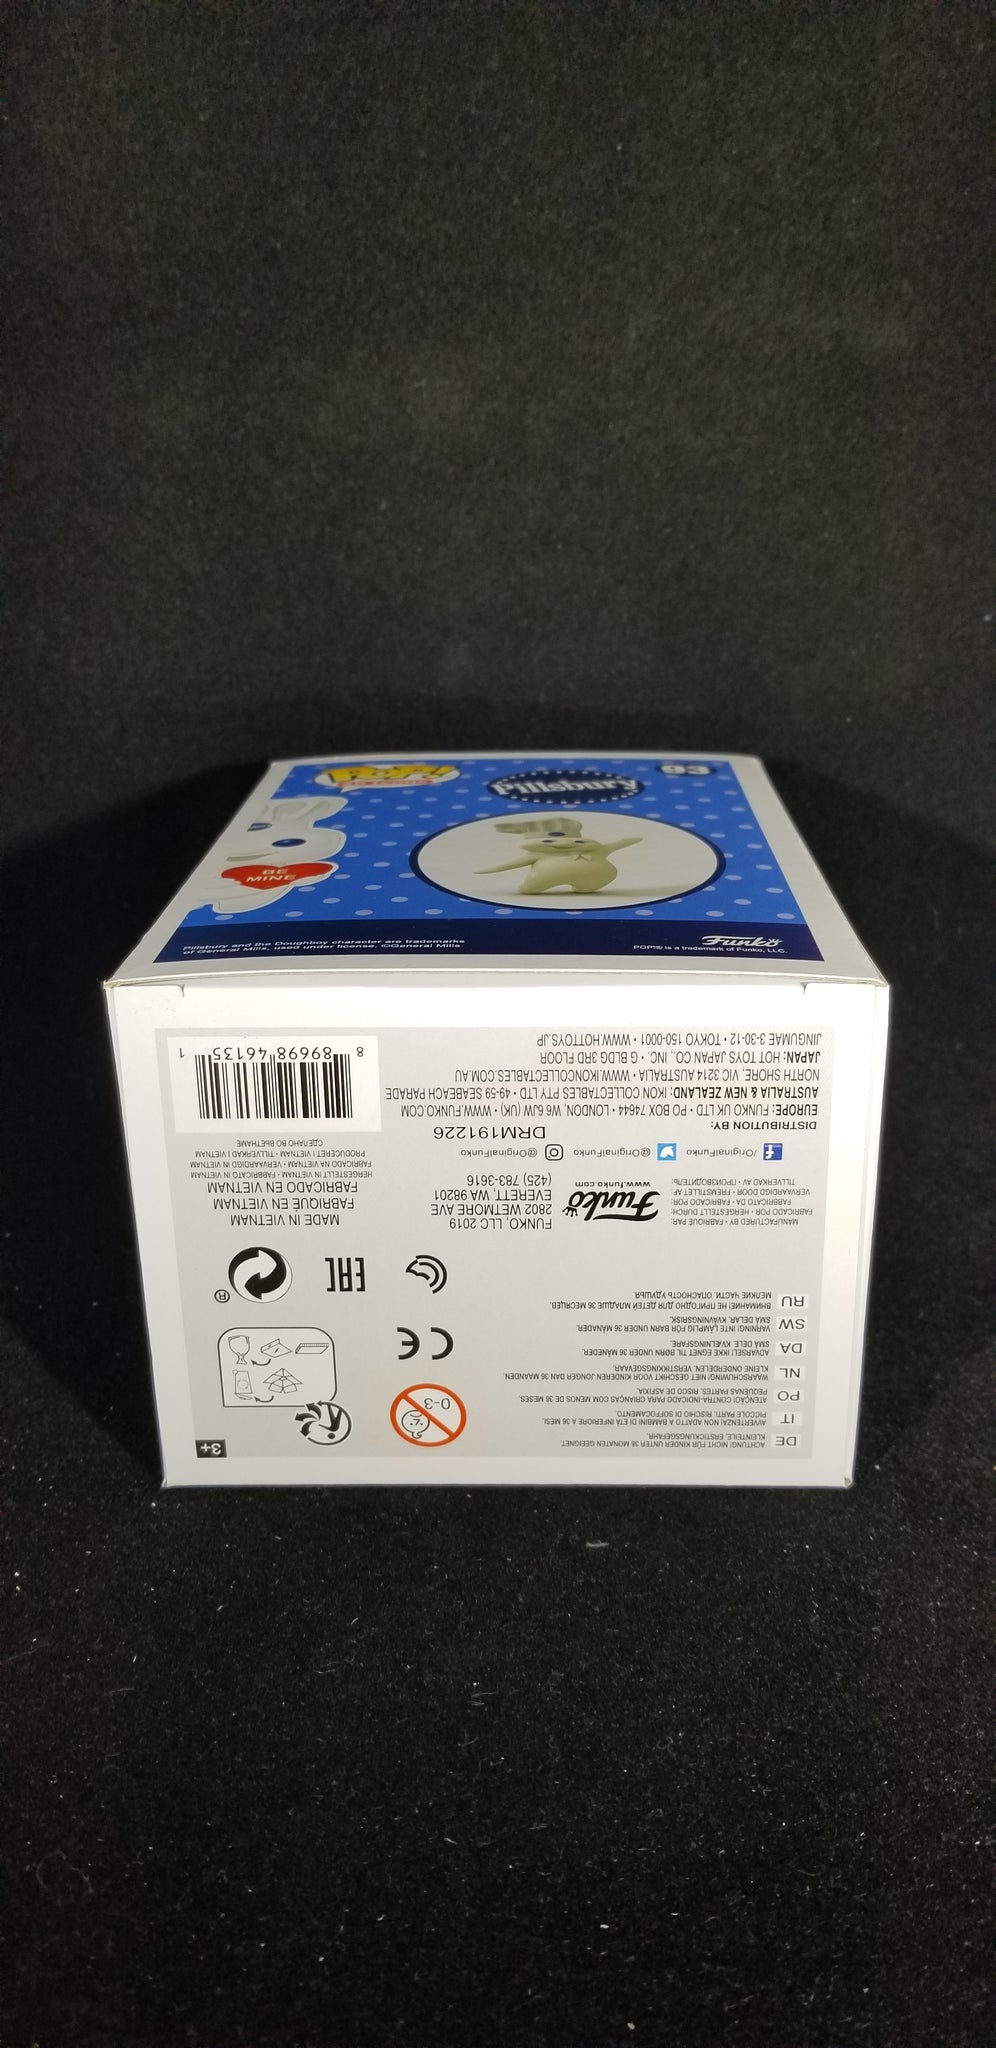 POP!
Pillsbury
93
BE
MINE
Pillsbury and the Doughboy character are trademarks
of General Mills, used under license. ©General Mills
Funko
POP!® is a trademark of Funko, LLC.
3+
DE
ACHTUNG! NICHT FÜR KINDER UNTER 36 MONATEN GEEIGNET.
KLEINTEILE. ERSTICKUNGSGEFAHR.
IT
AVVERTENZA! NON ADATTO A BAMBINI DI ETÀ INFERIORE A 36 MESI.
PICCOLE PARTI. RISCHIO DI SOFFOCAMENTO.
PO
ATENÇÃO! CONTRA-INDICADO PARA CRIANÇAS COM MENOS DE 36 MESES.
PEQUENAS PARTES. RISCO DE ASFIXIA.
NL
WAARSCHUWING! NIET GESCHIKT VOOR KINDEREN JONGER DAN 36 MAANDEN.
KLEINE ONDERDELEN. VERSTIKKINGSGEVAAR.
DA
ADVARSEL! IKKE EGNET TIL BØRN UNDER 36 MÅNEDER.
SMÅ DELE. KVÆLNINGSFARE.
SW
VARNING! INTE LÄMPLIG FÖR BARN UNDER 36 MÅNADER.
SMÅ DELAR. KVÄVNINGSRISK.
RU
ВНИМАНИЕ! НЕ ПРИГОДНО ДЛЯ ДЕТЕЙ МЛАДШЕ 36 МЕСЯЦЕВ.
МЕЛКИЕ ЧАСТИ. ОПАСНОСТЬ УДУШЬЯ.
0-3
CE
EAC
®
MANUFACTURED BY • FABRIQUÉ PAR:
FABRICADO POR • HERGESTELLT DURCH:
FABBRICATO DA • FABRICADO POR:
VERVAARDIGD DOOR • FREMSTILLET AF:
TILLVERKAD AV • ПРОИЗВОДИТЕЛЬ:
Funko
www.funko.com
FUNKO, LLC 2019
2802 WETMORE AVE
EVERETT, WA 98201
(425) 783-3616
MADE IN VIETNAM
FABRIQUÉ EN VIETNAM
FABRICADO EN VIETNAM
HERGESTELLT IN VIETNAM • FABBRICATO IN VIETNAM
FABRICADO NA VIETNAM • VERVAARDIGD IN VIETNAM
PRODUCERET I VIETNAM • TILLVERKAD I VIETNAM
СДЕЛАНО ВО ВЬЕТНАМЕ
/OriginalFunko
@OriginalFunko
@OriginalFunko
DRM191226
DISTRIBUTION BY:
EUROPE: FUNKO UK LTD • PO BOX 74644 • LONDON, W6 6JW (UK) • WWW.FUNKO.COM
AUSTRALIA & NEW ZEALAND: IKON COLLECTABLES PTY LTD • 49-59 SEABEACH PARADE
NORTH SHORE, VIC 3214 AUSTRALIA • WWW.IKONCOLLECTABLES.COM.AU
JAPAN: HOT TOYS JAPAN CO., INC. • G BLDG 3RD FLOOR
JINGUMAE 3-30-12 • TOKYO 150-0001 • WWW.HOTTOYS.JP
8 89698 46135 1